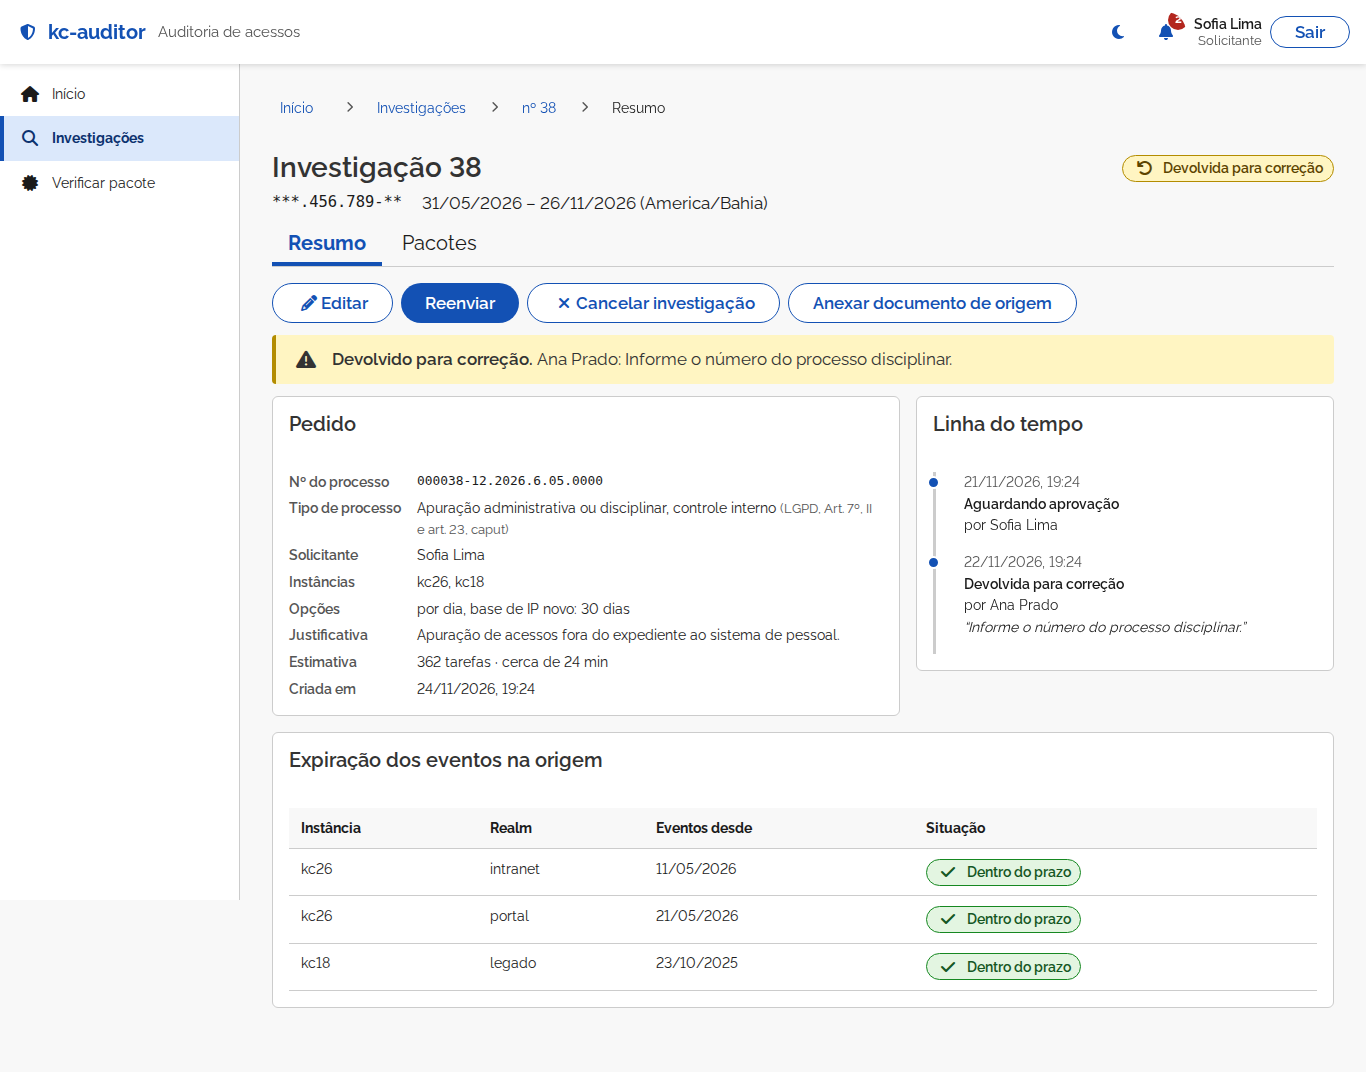 kc-auditor Auditoria de acessos
2
Sofia Lima
Solicitante
Sair
Início
Investigações
Verificar pacote
Início Investigações nº 38 Resumo
Investigação 38
Devolvida para correção
***.456.789-** 31/05/2026 – 26/11/2026 (America/Bahia)
Resumo Pacotes
Editar Reenviar Cancelar investigação Anexar documento de origem
Devolvido para correção. Ana Prado: Informe o número do processo disciplinar.
Pedido
Nº do processo 000038-12.2026.6.05.0000
Tipo de processo Apuração administrativa ou disciplinar, controle interno (LGPD, Art. 7º, II
e art. 23, caput)
Solicitante Sofia Lima
Instâncias kc26, kc18
Opções por dia, base de IP novo: 30 dias
Justificativa Apuração de acessos fora do expediente ao sistema de pessoal.
Estimativa 362 tarefas · cerca de 24 min
Criada em 24/11/2026, 19:24
Linha do tempo
21/11/2026, 19:24
Aguardando aprovação
por Sofia Lima
22/11/2026, 19:24
Devolvida para correção
por Ana Prado
“Informe o número do processo disciplinar.”
Expiração dos eventos na origem
Instância Realm Eventos desde Situação
kc26 intranet 11/05/2026 Dentro do prazo
kc26 portal 21/05/2026 Dentro do prazo
kc18 legado 23/10/2025 Dentro do prazo